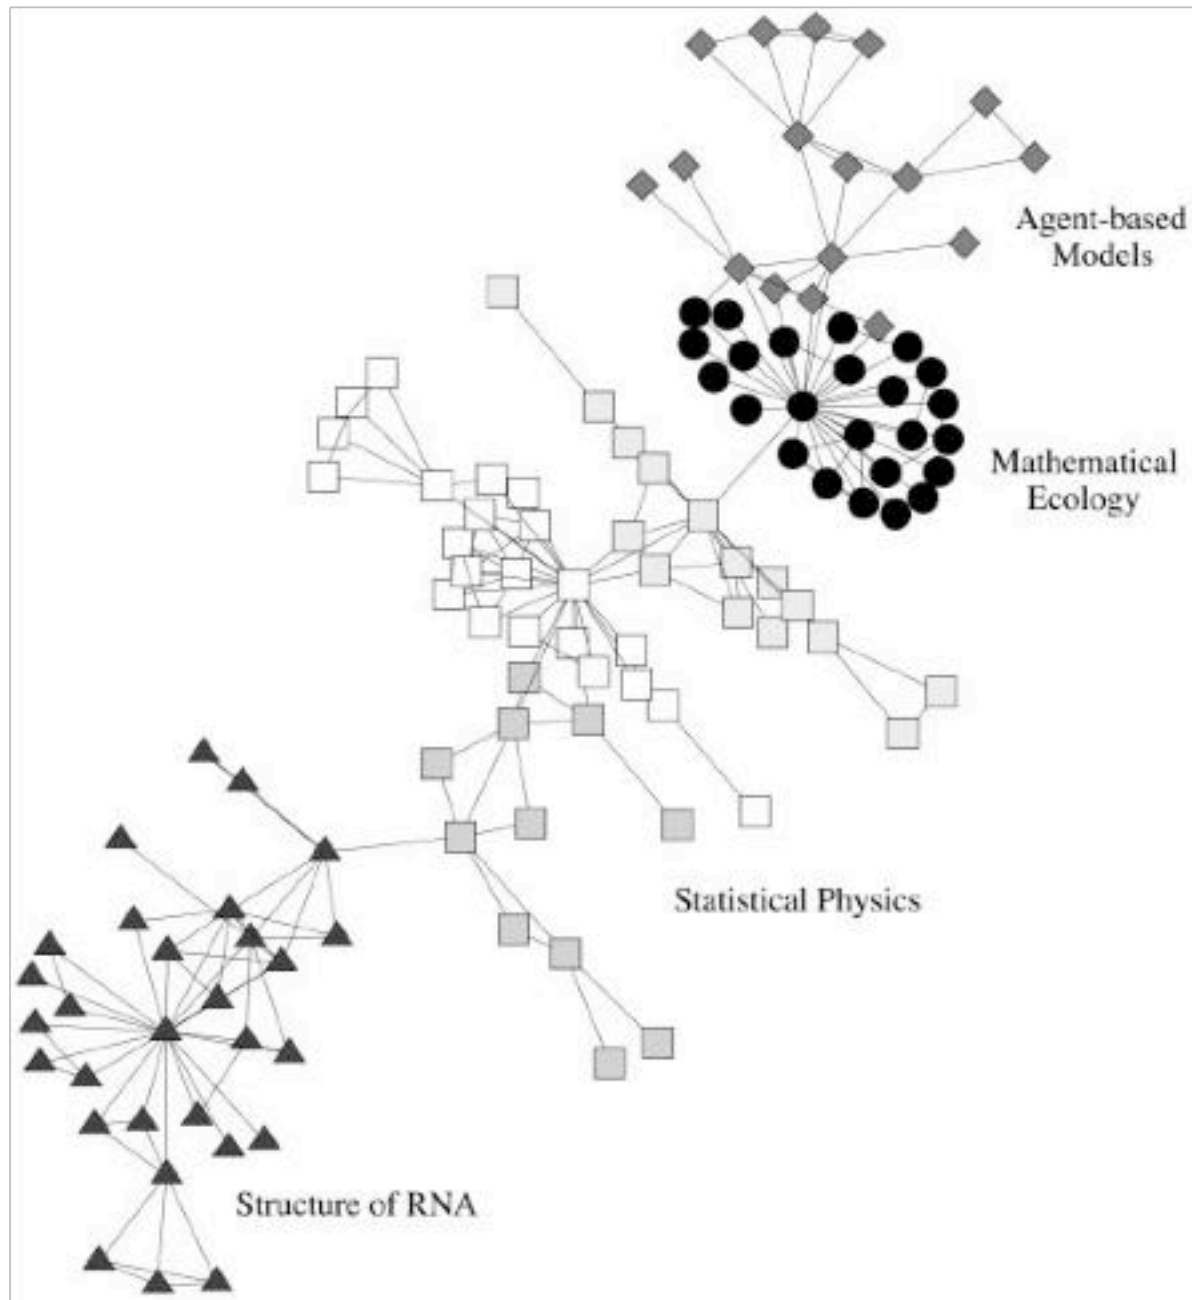 Agent-based
Models
Mathematical
Ecology
Statistical Physics
Structure of RNA